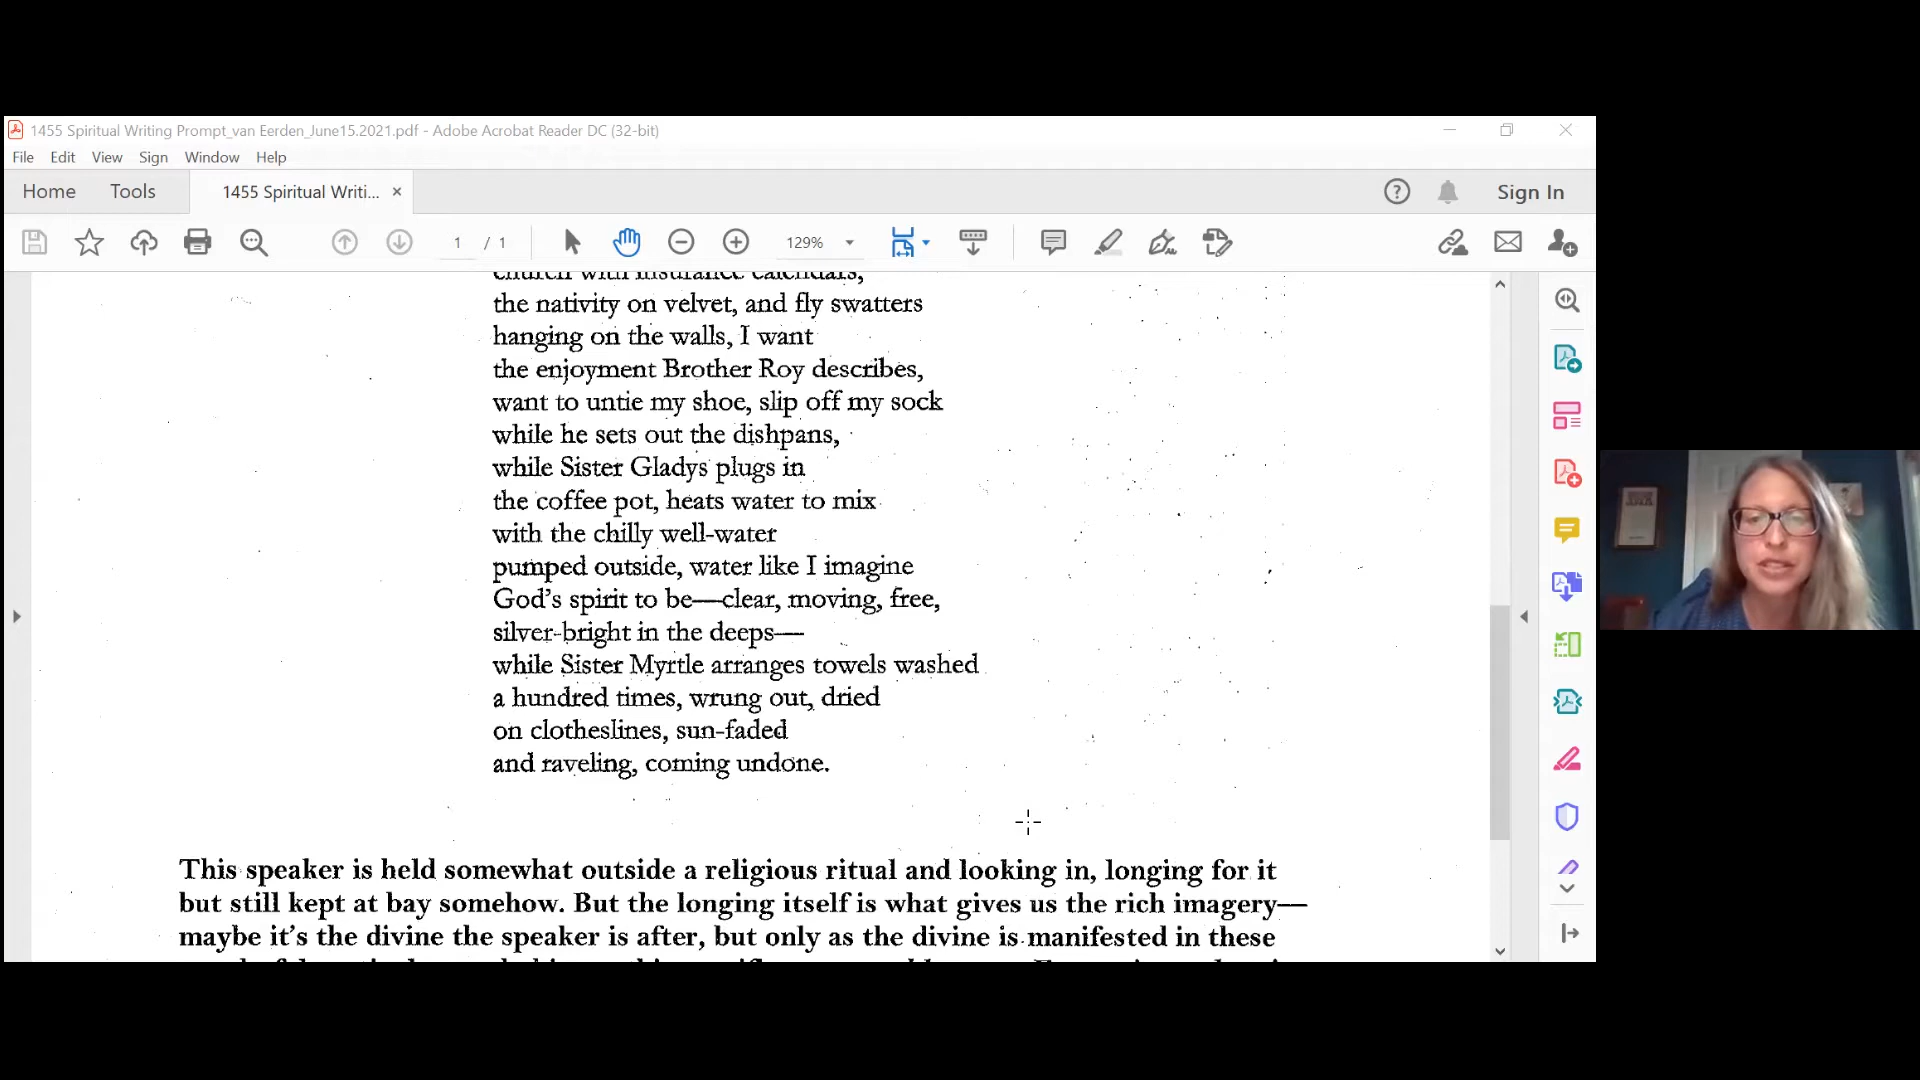 1455 Spiritual Writing Prompt_van Eerden_June15.2021.pdf - Adobe Acrobat Reader DC (32-bit)
File Edit View Sign Window Help
Home Tools 1455 Spiritual Writi... × Sign In
1 / 1 129%
church with insurance calendars,
the nativity on velvet, and fly swatters
hanging on the walls, I want
the enjoyment Brother Roy describes,
want to untie my shoe, slip off my sock
while he sets out the dishpans,
while Sister Gladys plugs in
the coffee pot, heats water to mix
with the chilly well-water
pumped outside, water like I imagine
God's spirit to be—clear, moving, free,
silver-bright in the deeps—
while Sister Myrtle arranges towels washed
a hundred times, wrung out, dried
on clotheslines, sun-faded
and raveling, coming undone.
This speaker is held somewhat outside a religious ritual and looking in, longing for it
but still kept at bay somehow. But the longing itself is what gives us the rich imagery—
maybe it's the divine the speaker is after, but only as the divine is manifested in these